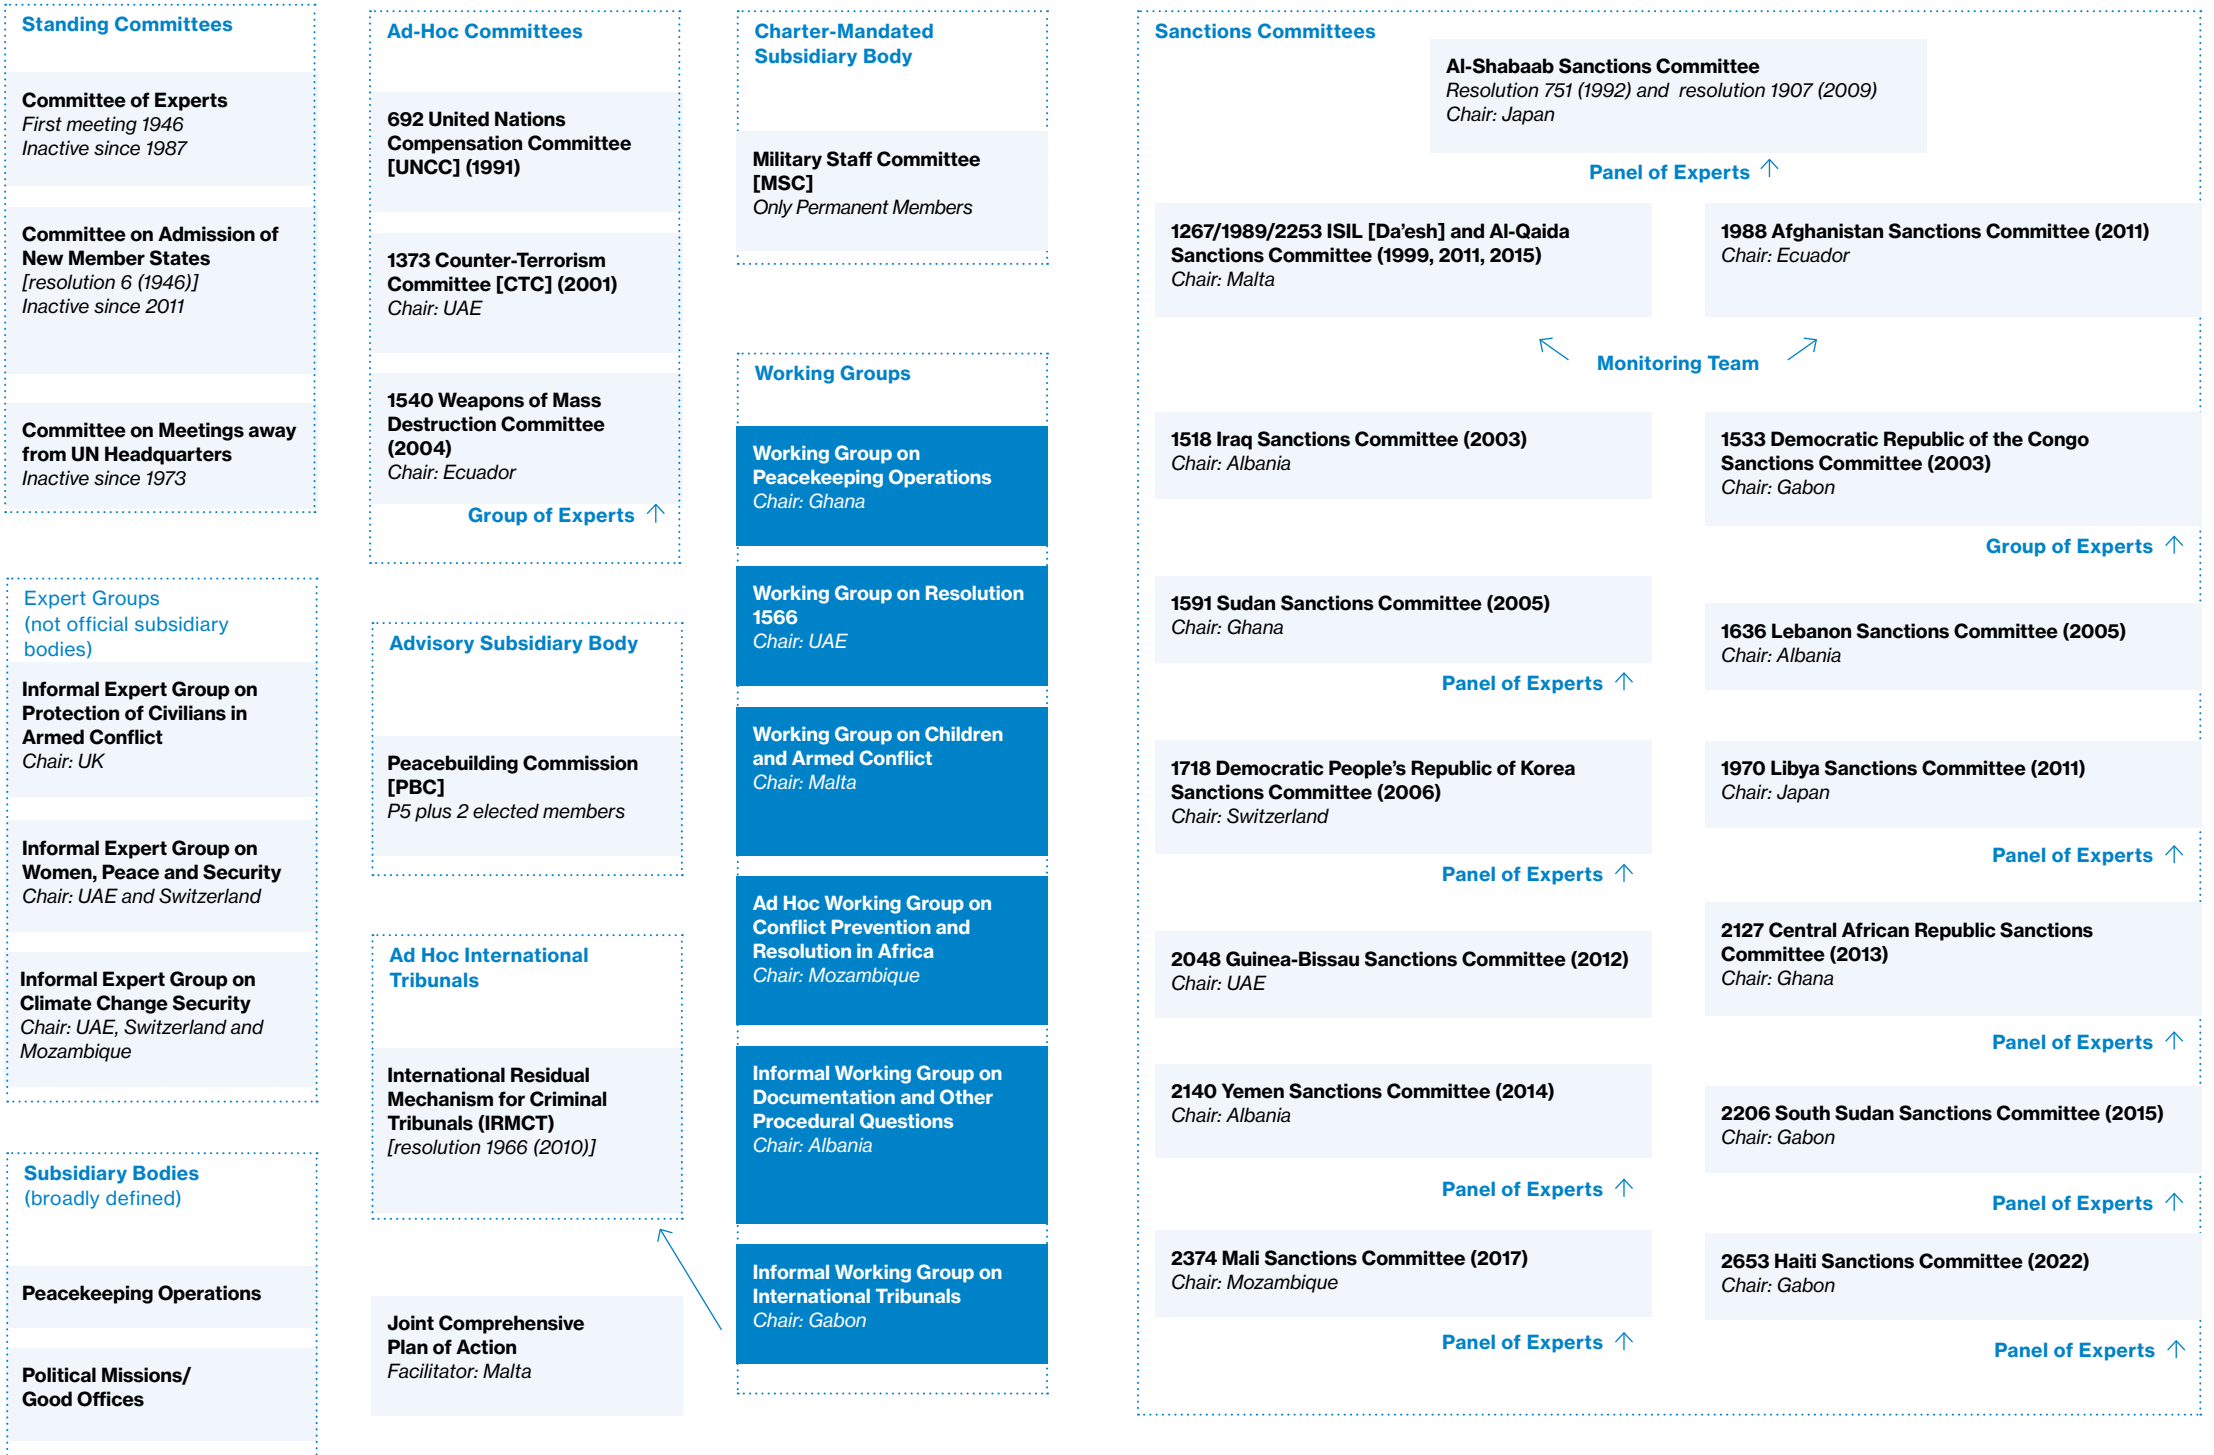 Standing Committees
Committee of Experts
First meeting 1946
Inactive since 1987
Committee on Admission of
New Member States
[resolution 6 (1946)]
Inactive since 2011
Committee on Meetings away
from UN Headquarters
Inactive since 1973
Expert Groups
(not official subsidiary
bodies)
Informal Expert Group on
Protection of Civilians in
Armed Conflict
Chair: UK
Informal Expert Group on
Women, Peace and Security
Chair: UAE and Switzerland
Informal Expert Group on
Climate Change Security
Chair: UAE, Switzerland and
Mozambique
Subsidiary Bodies
(broadly defined)
Peacekeeping Operations
Political Missions/
Good Offices
Ad-Hoc Committees
692 United Nations
Compensation Committee
[UNCC] (1991)
1373 Counter-Terrorism
Committee [CTC] (2001)
Chair: UAE
1540 Weapons of Mass
Destruction Committee
(2004)
Chair: Ecuador
Group of Experts ↑
Advisory Subsidiary Body
Peacebuilding Commission
[PBC]
P5 plus 2 elected members
Ad Hoc International
Tribunals
International Residual
Mechanism for Criminal
Tribunals (IRMCT)
[resolution 1966 (2010)]
Joint Comprehensive
Plan of Action
Facilitator: Malta
Charter-Mandated
Subsidiary Body
Military Staff Committee
[MSC]
Only Permanent Members
Working Groups
Working Group on
Peacekeeping Operations
Chair: Ghana
Working Group on Resolution
1566
Chair: UAE
Working Group on Children
and Armed Conflict
Chair: Malta
Ad Hoc Working Group on
Conflict Prevention and
Resolution in Africa
Chair: Mozambique
Informal Working Group on
Documentation and Other
Procedural Questions
Chair: Albania
Informal Working Group on
International Tribunals
Chair: Gabon
Sanctions Committees
Al-Shabaab Sanctions Committee
Resolution 751 (1992) and resolution 1907 (2009)
Chair: Japan
Panel of Experts ↑
1267/1989/2253 ISIL [Da’esh] and Al-Qaida
Sanctions Committee (1999, 2011, 2015)
Chair: Malta
1988 Afghanistan Sanctions Committee (2011)
Chair: Ecuador
Monitoring Team
1518 Iraq Sanctions Committee (2003)
Chair: Albania
1533 Democratic Republic of the Congo
Sanctions Committee (2003)
Chair: Gabon
Group of Experts ↑
1591 Sudan Sanctions Committee (2005)
Chair: Ghana
Panel of Experts ↑
1636 Lebanon Sanctions Committee (2005)
Chair: Albania
1718 Democratic People’s Republic of Korea
Sanctions Committee (2006)
Chair: Switzerland
Panel of Experts ↑
1970 Libya Sanctions Committee (2011)
Chair: Japan
Panel of Experts ↑
2048 Guinea-Bissau Sanctions Committee (2012)
Chair: UAE
2127 Central African Republic Sanctions
Committee (2013)
Chair: Ghana
Panel of Experts ↑
2140 Yemen Sanctions Committee (2014)
Chair: Albania
Panel of Experts ↑
2206 South Sudan Sanctions Committee (2015)
Chair: Gabon
Panel of Experts ↑
2374 Mali Sanctions Committee (2017)
Chair: Mozambique
Panel of Experts ↑
2653 Haiti Sanctions Committee (2022)
Chair: Gabon
Panel of Experts ↑